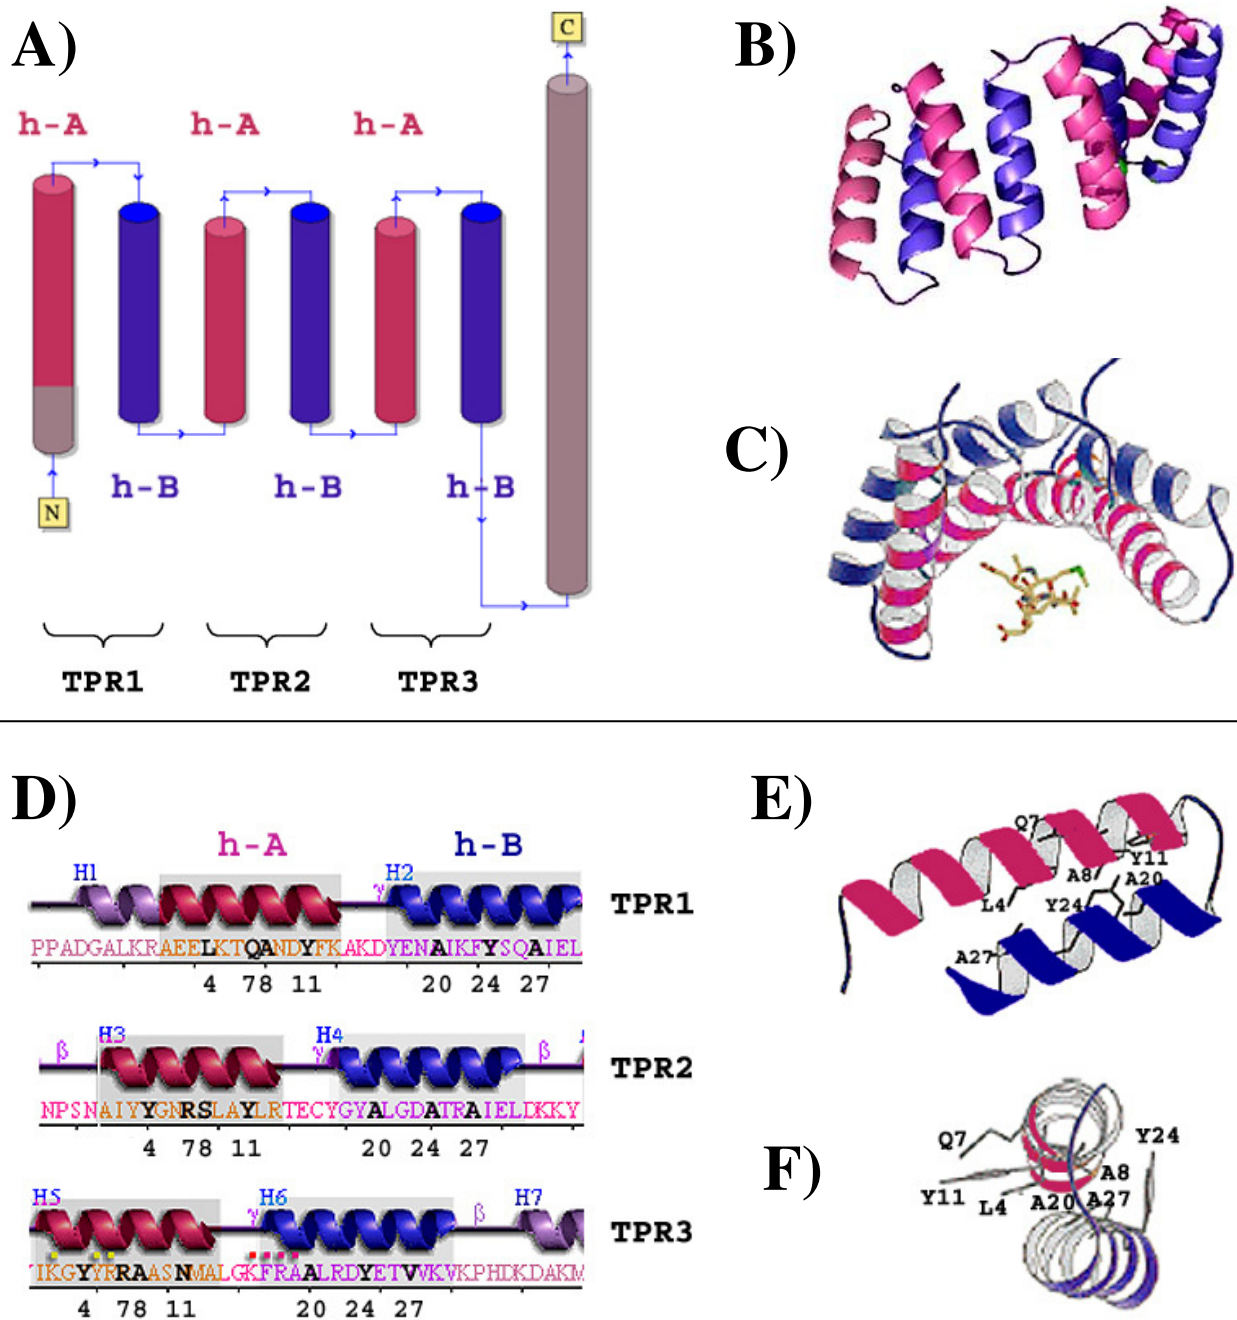 A)
C
B)
h-A h-A h-A
h-B h-B h-B
N
C)
TPR1 TPR2 TPR3
D)
E)
h-A h-B
H1 H2
γ
TPR1
PPADGALKRAEELKTQANDYFKAKDYENAIKFYSQAIEL
4 78 11 20 24 27
Q7
Y11
A8
A20
L4
Y24
A27
H3 H4
β γ β
TPR2
NPSNAIYYGNRSLAYLRTECYGYALGDATRAIELDKKY
4 78 11 20 24 27
F)
Q7
Y24
Y11
A8
L4
A20
A27
H5 H6 H7
γ β
TPR3
IKGYYRRAASNMALGKFRAALRDYETVVKVKPHDKDAKM
4 78 11 20 24 27